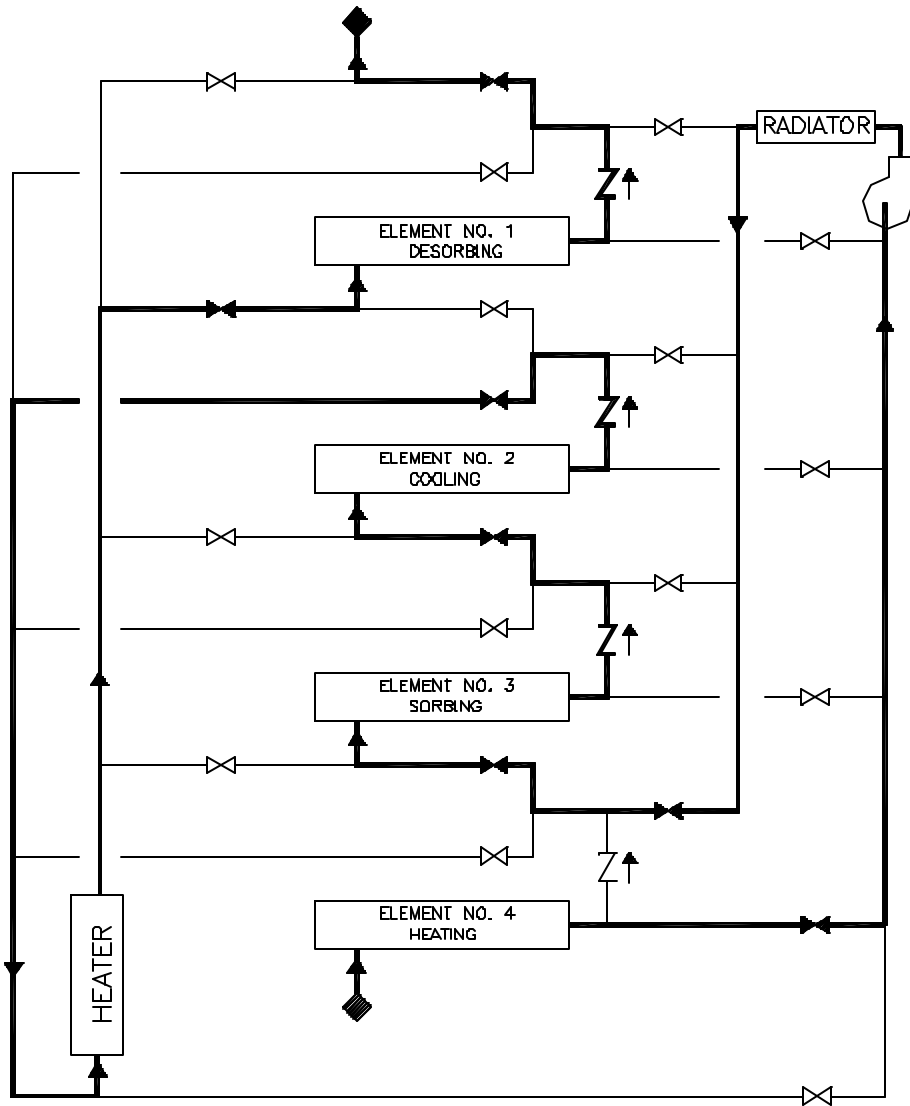 RADIATOR
ELEMENT NO. 1
DESORBING
ELEMENT NO. 2
COOLING
ELEMENT NO. 3
SORBING
ELEMENT NO. 4
HEATING
HEATER